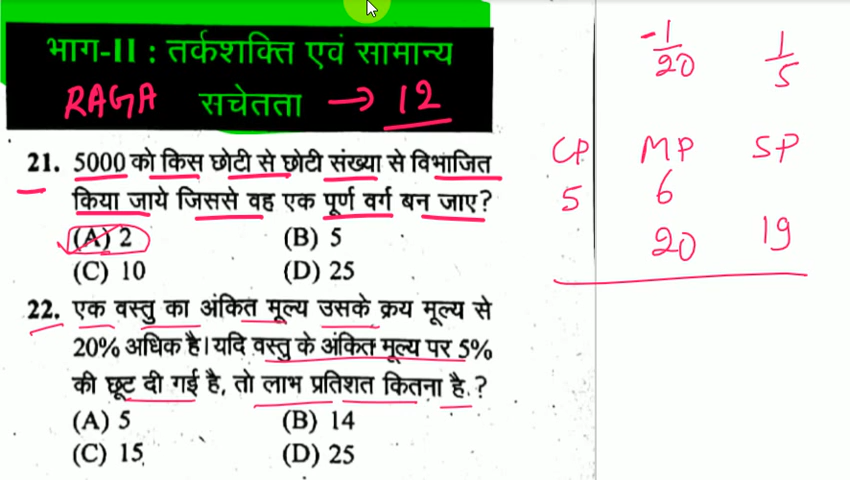 भाग-II : तर्कशक्ति एवं सामान्य
RAGA सचेतता → 12
21. 5000 को किस छोटी से छोटी संख्या से विभाजित
किया जाये जिससे वह एक पूर्ण वर्ग बन जाए?
(A) 2 (B) 5
(C) 10 (D) 25
22. एक वस्तु का अंकित मूल्य उसके क्रय मूल्य से
20% अधिक है। यदि वस्तु के अंकित मूल्य पर 5%
की छूट दी गई है, तो लाभ प्रतिशत कितना है.?
(A) 5 (B) 14
(C) 15 (D) 25
-1/20 1/5
CP MP SP
5 6
20 19